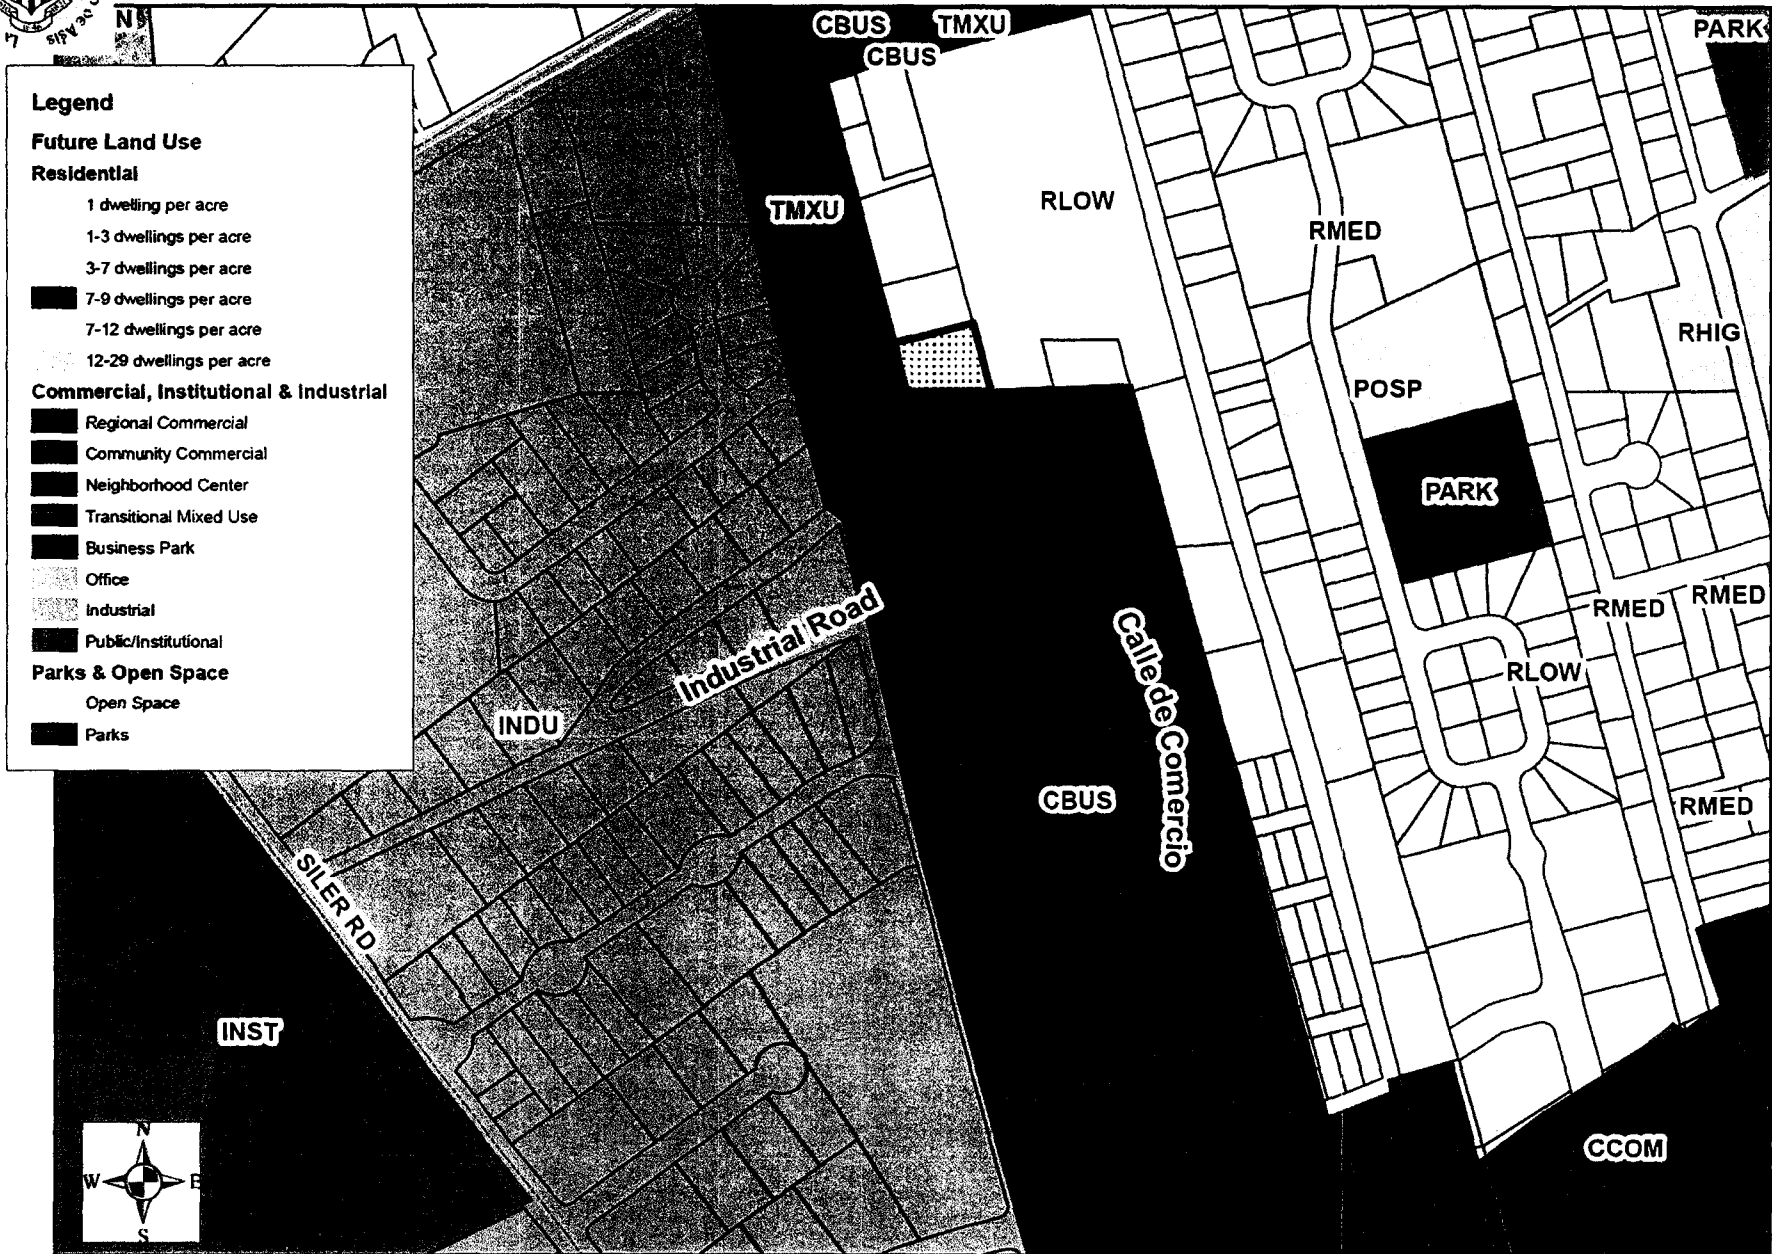 De Asis
N
CBUS
TMXU
PARK
CBUS
Legend
Future Land Use
Residential
1 dwelling per acre
1-3 dwellings per acre
3-7 dwellings per acre
7-9 dwellings per acre
7-12 dwellings per acre
12-29 dwellings per acre
Commercial, Institutional & Industrial
Regional Commercial
Community Commercial
Neighborhood Center
Transitional Mixed Use
Business Park
Office
Industrial
Public/Institutional
Parks & Open Space
Open Space
Parks
RLOW
TMXU
RMED
RHIG
POSP
PARK
Industrial Road
Calle de Comercio
RMED
RMED
RLOW
INDU
CBUS
RMED
SILER RD
INST
CCOM
N
W
E
S